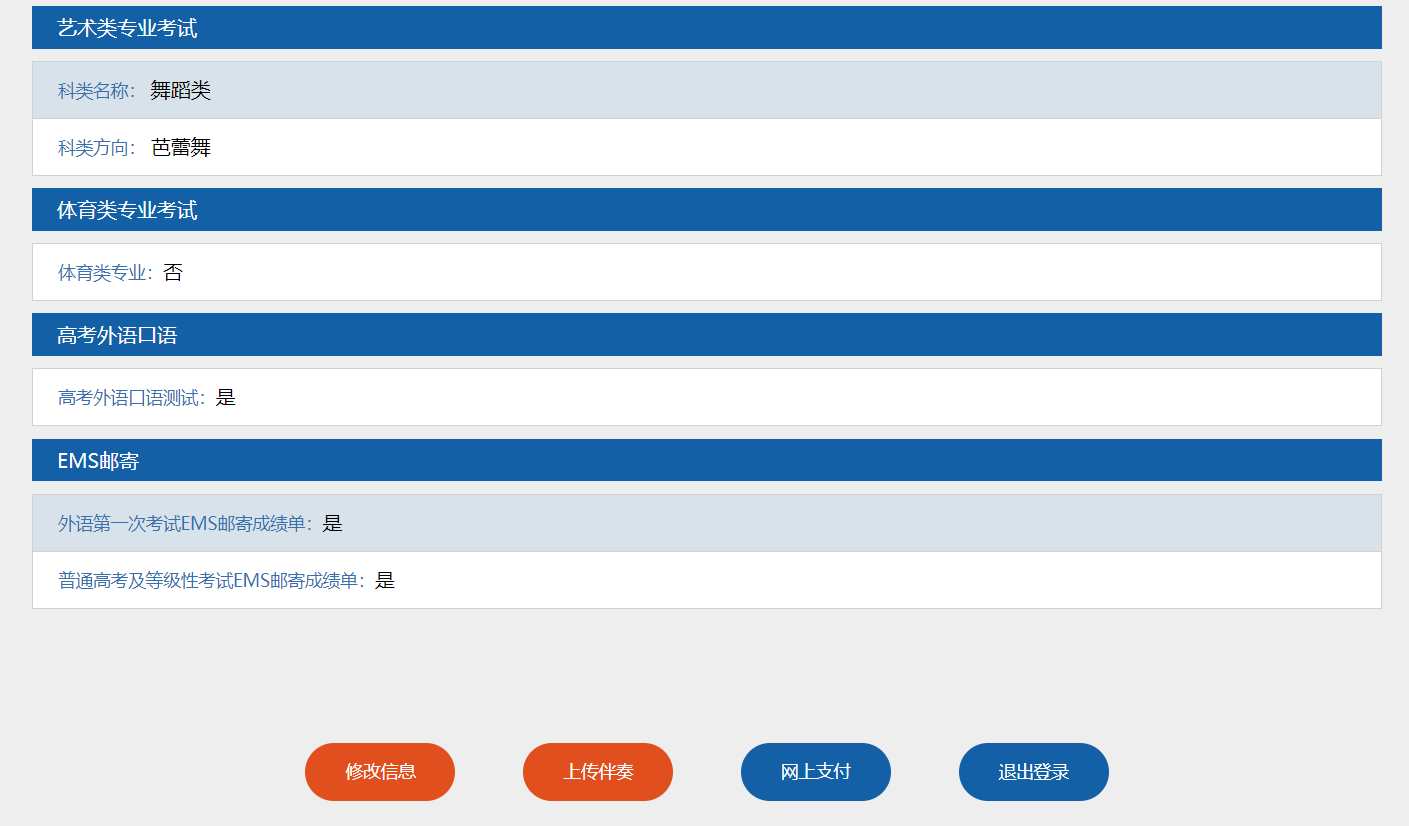 艺术类专业考试
科类名称： 舞蹈类
科类方向： 芭蕾舞
体育类专业考试
体育类专业：否
高考外语口语
高考外语口语测试：是
EMS邮寄
外语第一次考试EMS邮寄成绩单：是
普通高考及等级性考试EMS邮寄成绩单：是
修改信息 上传伴奏 网上支付 退出登录